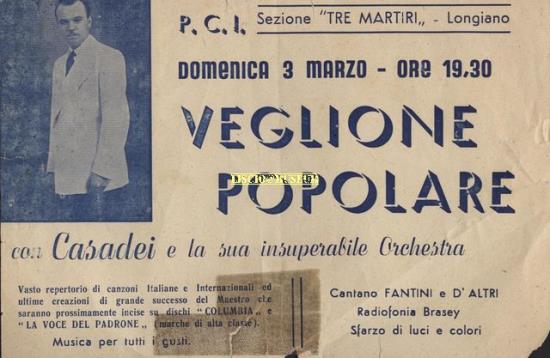 P. C. I. Sezione "TRE MARTIRI„ - Longiano
DOMENICA 3 MARZO - ORE 19,30
VEGLIONE
POPOLARE
con Casadei e la sua insuperabile Orchestra
Vasto repertorio di canzoni Italiane e Internazionali ed
ultime creazioni di grande successo del Maestro che
saranno prossimamente incise su dischi "COLUMBIA„ e
"LA VOCE DEL PADRONE„ (marche di alta classe).
Musica per tutti i gusti.
Cantano FANTINI e D'ALTRI
Radiofonia Brasey
Sfarzo di luci e colori